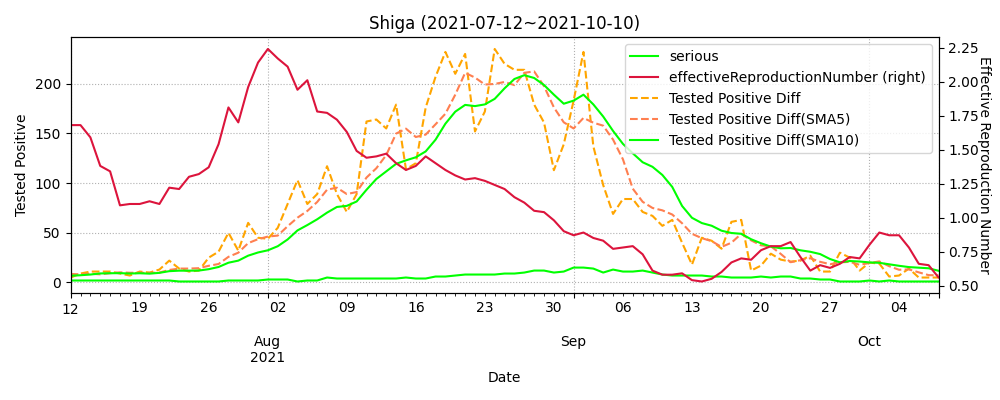 Shiga (2021-07-12~2021-10-10)
serious
effectiveReproductionNumber (right)
Tested Positive Diff
Tested Positive Diff(SMA5)
Tested Positive Diff(SMA10)
Tested Positive
200
150
100
50
0
2.25
2.00
1.75
1.50
1.25
1.00
0.75
0.50
Effective Reproduction Number
12 19 26 02 09 16 23 30 06 13 20 27 04
Aug Sep Oct
2021
Date